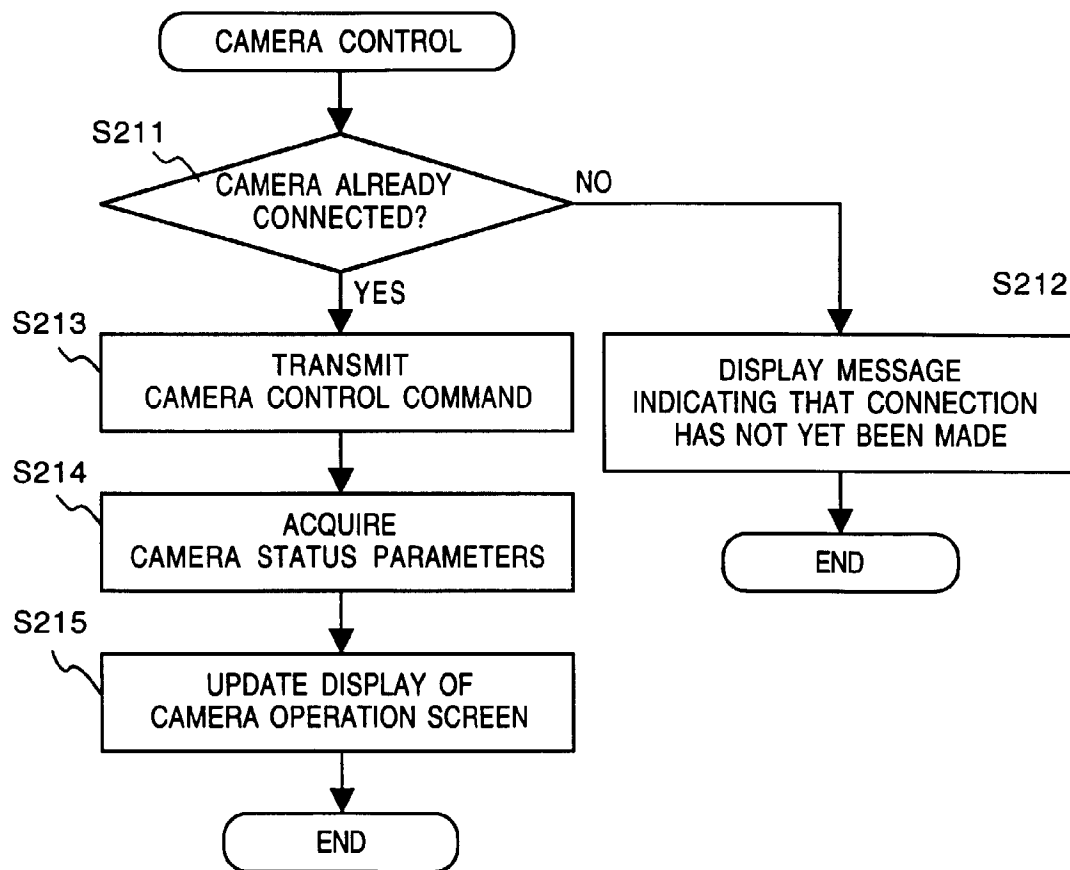 CAMERA CONTROL
S211
CAMERA ALREADY
CONNECTED?
NO
YES
S212
S213
TRANSMIT
CAMERA CONTROL COMMAND
DISPLAY MESSAGE
INDICATING THAT CONNECTION
HAS NOT YET BEEN MADE
S214
ACQUIRE
CAMERA STATUS PARAMETERS
END
S215
UPDATE DISPLAY OF
CAMERA OPERATION SCREEN
END